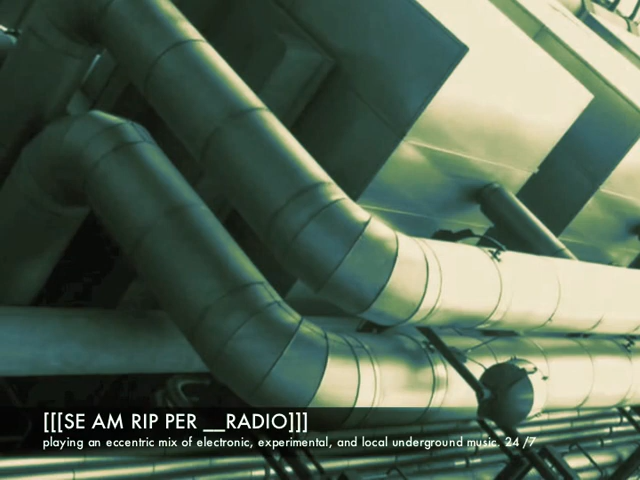 [[[SE AM RIP PER __RADIO]]]
playing an eccentric mix of electronic, experimental, and local underground music. 24 /7